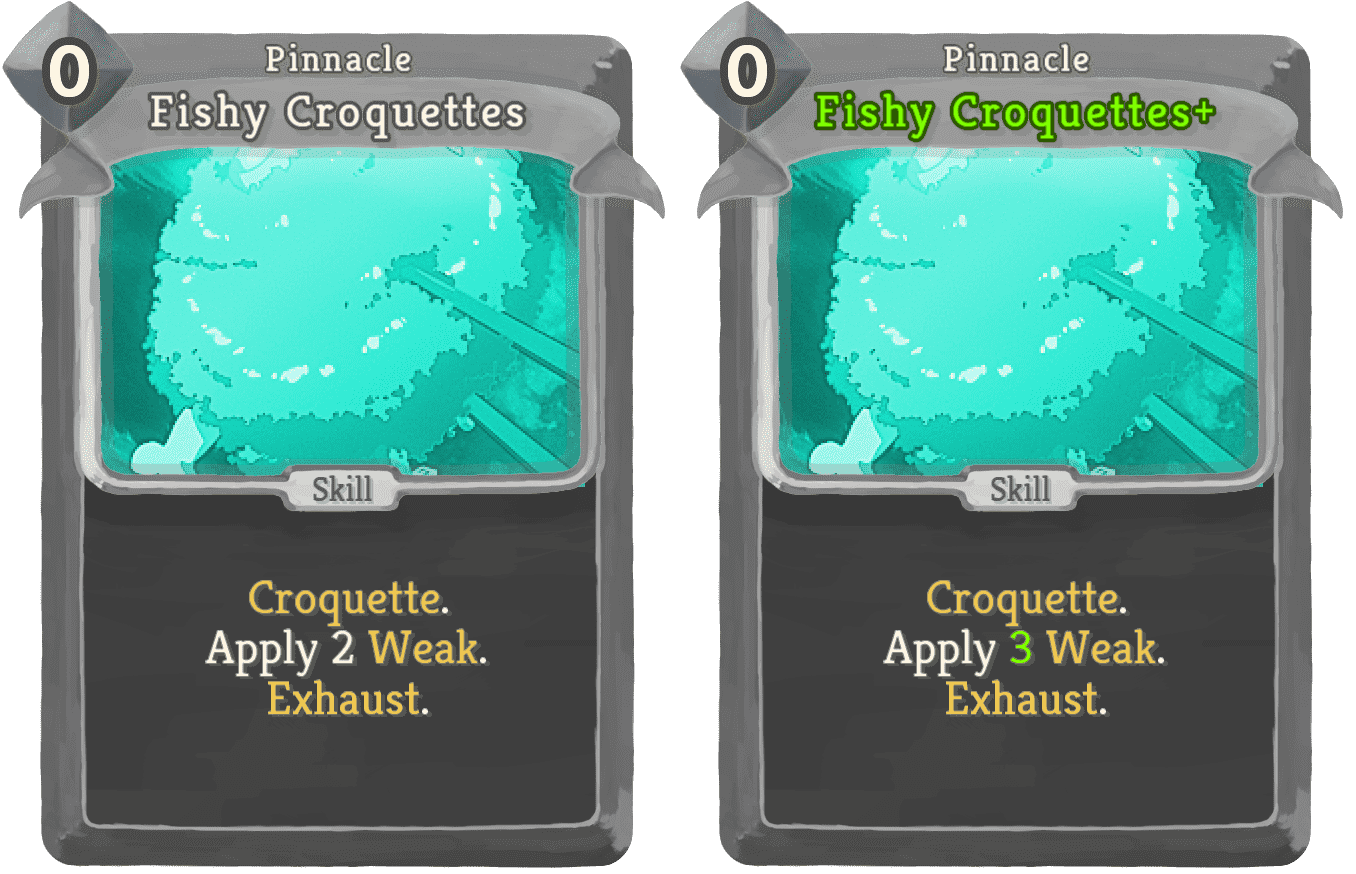 0
Pinnacle
Fishy Croquettes
Skill
Croquette.
Apply 2 Weak.
Exhaust.
0
Pinnacle
Fishy Croquettes+
Skill
Croquette.
Apply 3 Weak.
Exhaust.